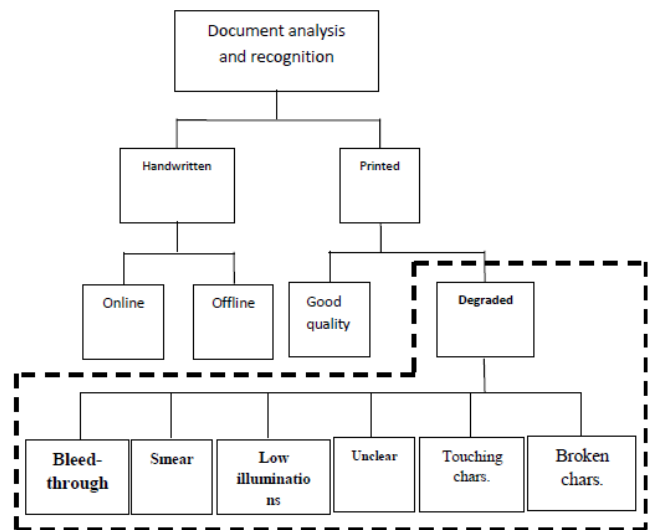 Document analysis
and recognition
Handwritten
Printed
Online
Offline
Good
quality
Degraded
Bleed-
through
Smear
Low
illuminatio
ns
Unclear
Touching
chars.
Broken
chars.